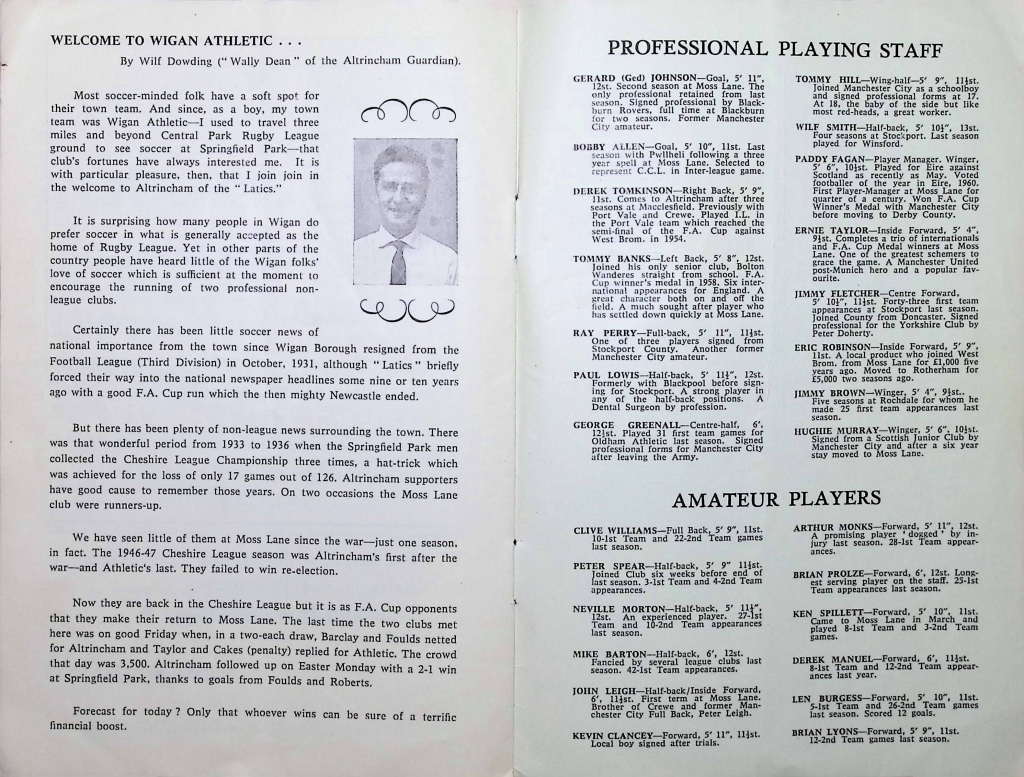 WELCOME TO WIGAN ATHLETIC . . .
By Wilf Dowding (“ Wally Dean ” of the Altrincham Guardian).
Most soccer-minded folk have a soft spot for
their town team. And since, as a boy, my town
team was Wigan Athletic—I used to travel three
miles and beyond Central Park Rugby League
ground to see soccer at Springfield Park—that
club's fortunes have always interested me. It is
with particular pleasure, then, that I join join in
the welcome to Altrincham of the “ Latics.”
It is surprising how many people in Wigan do
prefer soccer in what is generally accepted as the
home of Rugby League. Yet in other parts of the
country people have heard little of the Wigan folks'
love of soccer which is sufficient at the moment to
encourage the running of two professional non-
league clubs.
Certainly there has been little soccer news of
national importance from the town since Wigan Borough resigned from the
Football League (Third Division) in October, 1931, although “ Latics ” briefly
forced their way into the national newspaper headlines some nine or ten years
ago with a good F.A. Cup run which the then mighty Newcastle ended.
But there has been plenty of non-league news surrounding the town. There
was that wonderful period from 1933 to 1936 when the Springfield Park men
collected the Cheshire League Championship three times, a hat-trick which
was achieved for the loss of only 17 games out of 126. Altrincham supporters
have good cause to remember those years. On two occasions the Moss Lane
club were runners-up.
We have seen little of them at Moss Lane since the war—just one season,
in fact. The 1946-47 Cheshire League season was Altrincham's first after the
war—and Athletic's last. They failed to win re-election.
Now they are back in the Cheshire League but it is as F.A. Cup opponents
that they make their return to Moss Lane. The last time the two clubs met
here was on good Friday when, in a two-each draw, Barclay and Foulds netted
for Altrincham and Taylor and Cakes (penalty) replied for Athletic. The crowd
that day was 3,500. Altrincham followed up on Easter Monday with a 2-1 win
at Springfield Park, thanks to goals from Foulds and Roberts.
Forecast for today ? Only that whoever wins can be sure of a terrific
financial boost.
PROFESSIONAL PLAYING STAFF
GERARD (Ged) JOHNSON—Goal, 5' 11",
12st. Second season at Moss Lane. The
only professional retained from last
season. Signed professional by Black-
burn Rovers, full time at Blackburn
for two seasons. Former Manchester
City amateur.
BOBBY ALLEN—Goal, 5' 10", 11st. Last
season with Pwllheli following a three
year spell at Moss Lane. Selected to
represent C.C.L. in Inter-league game.
DEREK TOMKINSON—Right Back, 5' 9",
11st. Comes to Altrincham after three
seasons at Macclesfield. Previously with
Port Vale and Crewe. Played I.L. in
the Port Vale team which reached the
semi-final of the F.A. Cup against
West Brom. in 1954.
TOMMY BANKS—Left Back, 5' 8", 12st.
Joined his only senior club, Bolton
Wanderers straight from school. F.A.
Cup winner's medal in 1958. Six inter-
national appearances for England. A
great character both on and off the
field. A much sought after player who
has settled down quickly at Moss Lane.
RAY PERRY—Full-back, 5' 11", 11½st.
One of three players signed from
Stockport County. Another former
Manchester City amateur.
PAUL LOWIS—Half-back, 5' 11½", 12st.
Formerly with Blackpool before sign-
ing for Stockport. A strong player in
any of the half-back positions. A
Dental Surgeon by profession.
GEORGE GREENALL—Centre-half, 6',
12½st. Played 31 first team games for
Oldham Athletic last season. Signed
professional forms for Manchester City
after leaving the Army.
TOMMY HILL—Wing-half—5' 9", 11½st.
Joined Manchester City as a schoolboy
and signed professional forms at 17.
At 18, the baby of the side but like
most red-heads, a great worker.
WILF SMITH—Half-back, 5' 10½", 13st.
Four seasons at Stockport. Last season
played for Winsford.
PADDY FAGAN—Player Manager. Winger,
5' 6", 10½st. Played for Eire against
Scotland as recently as May. Voted
footballer of the year in Eire, 1960.
First Player-Manager at Moss Lane for
quarter of a century. Won F.A. Cup
Winner's Medal with Manchester City
before moving to Derby County.
ERNIE TAYLOR—Inside Forward, 5' 4",
9½st. Completes a trio of internationals
and F.A. Cup Medal winners at Moss
Lane. One of the greatest schemers to
grace the game. A Manchester United
post-Munich hero and a popular fav-
ourite.
JIMMY FLETCHER—Centre Forward,
5' 10½", 11½st. Forty-three first team
appearances at Stockport last season.
Joined County from Doncaster. Signed
professional for the Yorkshire Club by
Peter Doherty.
ERIC ROBINSON—Inside Forward, 5' 9",
11st. A local product who joined West
Brom. from Moss Lane for £1,000 five
years ago. Moved to Rotherham for
£5,000 two seasons ago.
JIMMY BROWN—Winger, 5' 4", 9½st..
Five seasons at Rochdale for whom he
made 25 first team appearances last
season.
HUGHIE MURRAY—Winger, 5' 6", 10½st.
Signed from a Scottish Junior Club by
Manchester City and after a six year
stay moved to Moss Lane.
AMATEUR PLAYERS
CLIVE WILLIAMS—Full Back, 5' 9", 11st.
10-1st Team and 22-2nd Team games
last season.
PETER SPEAR—Half-back, 5' 9" 11½st.
Joined Club six weeks before end of
last season. 3-1st Team and 4-2nd Team
appearances.
NEVILLE MORTON—Half-back, 5' 11½",
12st. An experienced player. 27-1st
Team and 10-2nd Team appearances
last season.
MIKE BARTON—Half-back, 6', 12st.
Fancied by several league clubs last
season. 42-1st Team appearances.
JOHN LEIGH—Half-back/Inside Forward,
6', 11½st. First term at Moss Lane.
Brother of Crewe and former Man-
chester City Full Back, Peter Leigh.
KEVIN CLANCEY—Forward, 5' 11", 11½st.
Local boy signed after trials.
ARTHUR MONKS—Forward, 5' 11", 12st.
A promising player ' dogged ' by in-
jury last season. 28-1st Team appear-
ances.
BRIAN PROLZE—Forward, 6', 12st. Long-
est serving player on the staff. 25-1st
Team appearances last season.
KEN SPILLETT—Forward, 5' 10", 11st.
Came to Moss Lane in March and
played 8-1st Team and 3-2nd Team
games.
DEREK MANUEL—Forward, 6', 11½st.
8-1st Team and 12-2nd Team appear-
ances last year.
LEN BURGESS—Forward, 5' 10", 11st.
5-1st Team and 26-2nd Team games
last season. Scored 12 goals.
BRIAN LYONS—Forward, 5' 9", 11st.
12-2nd Team games last season.